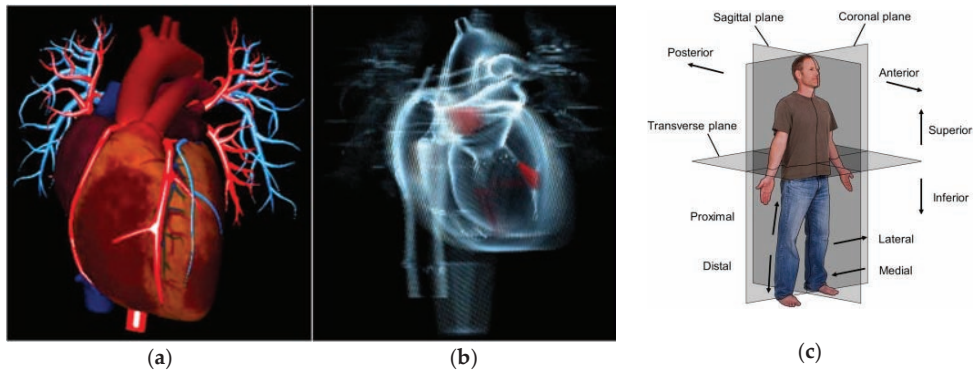 Sagittal plane
Coronal plane
Posterior
Anterior
Superior
Transverse plane
Inferior
Proximal
Lateral
Distal
Medial
(a)
(b)
(c)